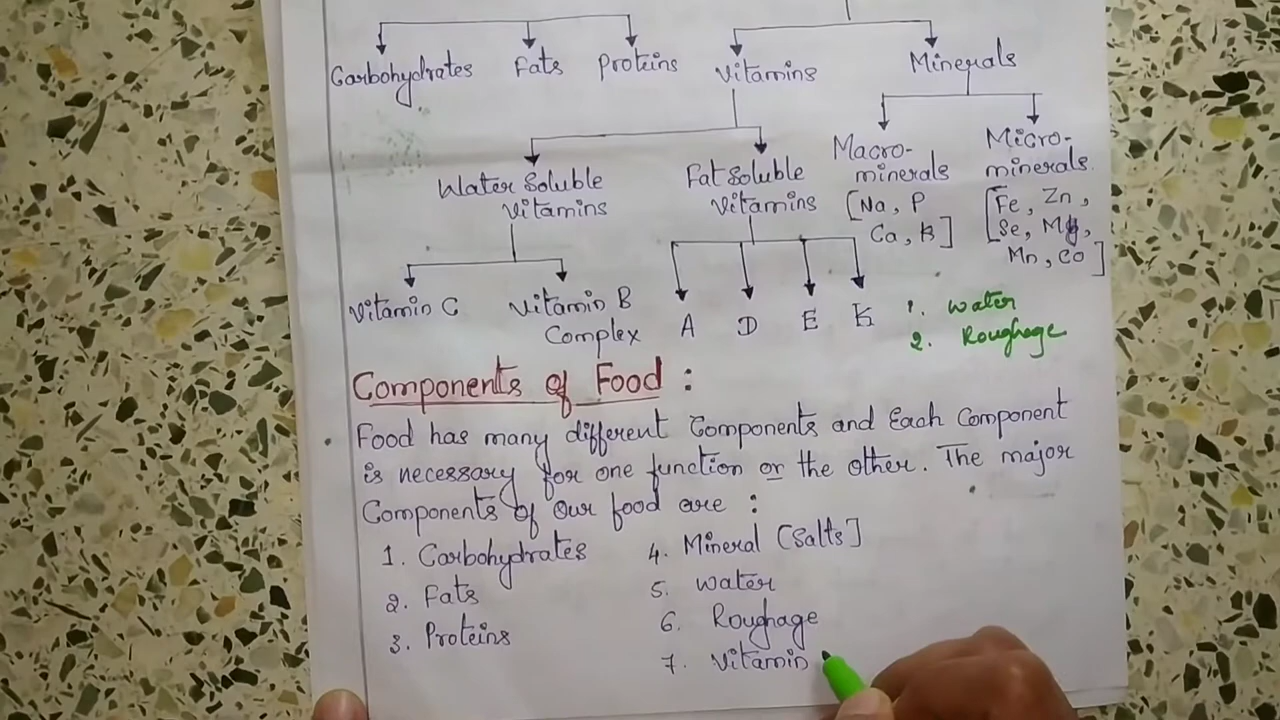 Carbohydrates Fats Proteins Vitamins Minerals
Water Soluble Vitamins
Fat Soluble Vitamins
Macro-
minerals
[Na, P
Ca, K]
Micro-
minerals
[Fe, Zn,
Se, Mg,
Mn, Co]
Vitamin C
Vitamin B
Complex
A D E K
1. Water
2. Roughage
Components of Food :
Food has many different Components and Each Component
is necessary for one function or the other. The major
Components of Our food are :
1. Carbohydrates
2. Fats
3. Proteins
4. Mineral [Salts]
5. Water
6. Roughage
7. Vitamin